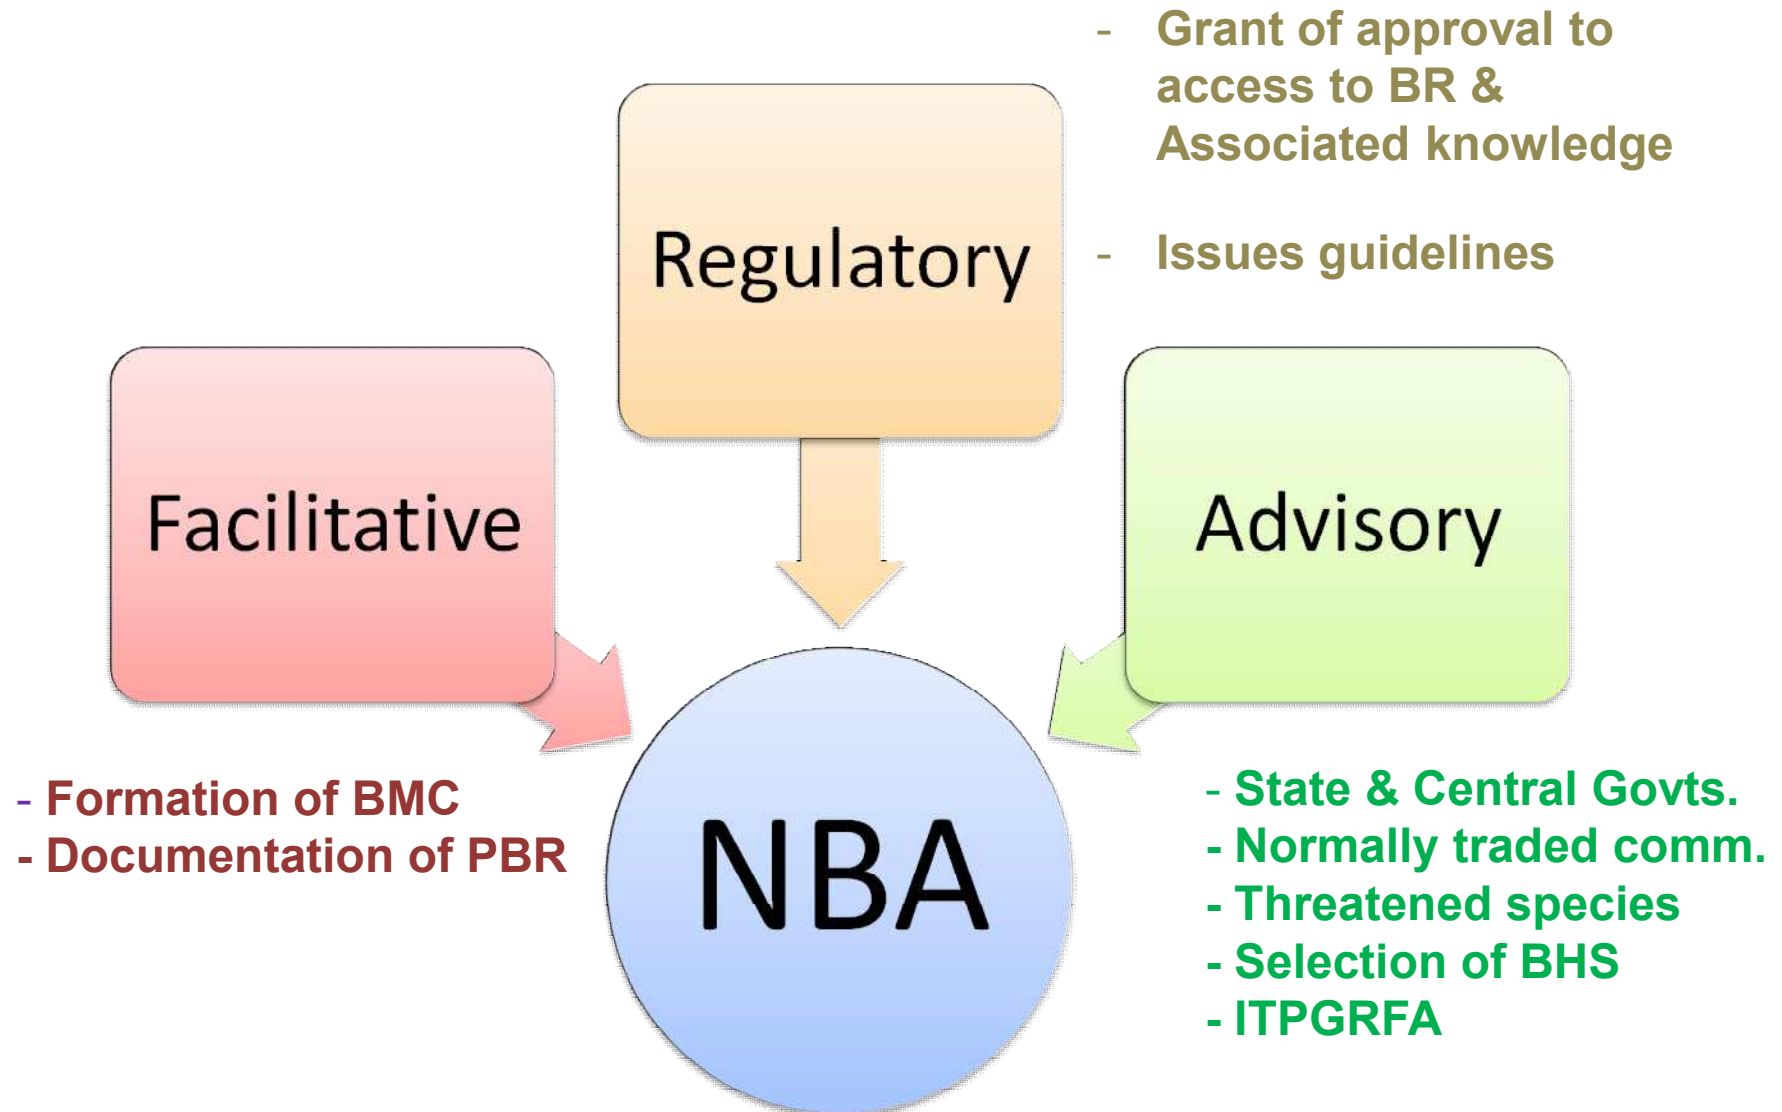 - Grant of approval to
access to BR &
Associated knowledge
- Issues guidelines
Regulatory
Facilitative
Advisory
- Formation of BMC
- Documentation of PBR
NBA
- State & Central Govts.
- Normally traded comm.
- Threatened species
- Selection of BHS
- ITPGRFA